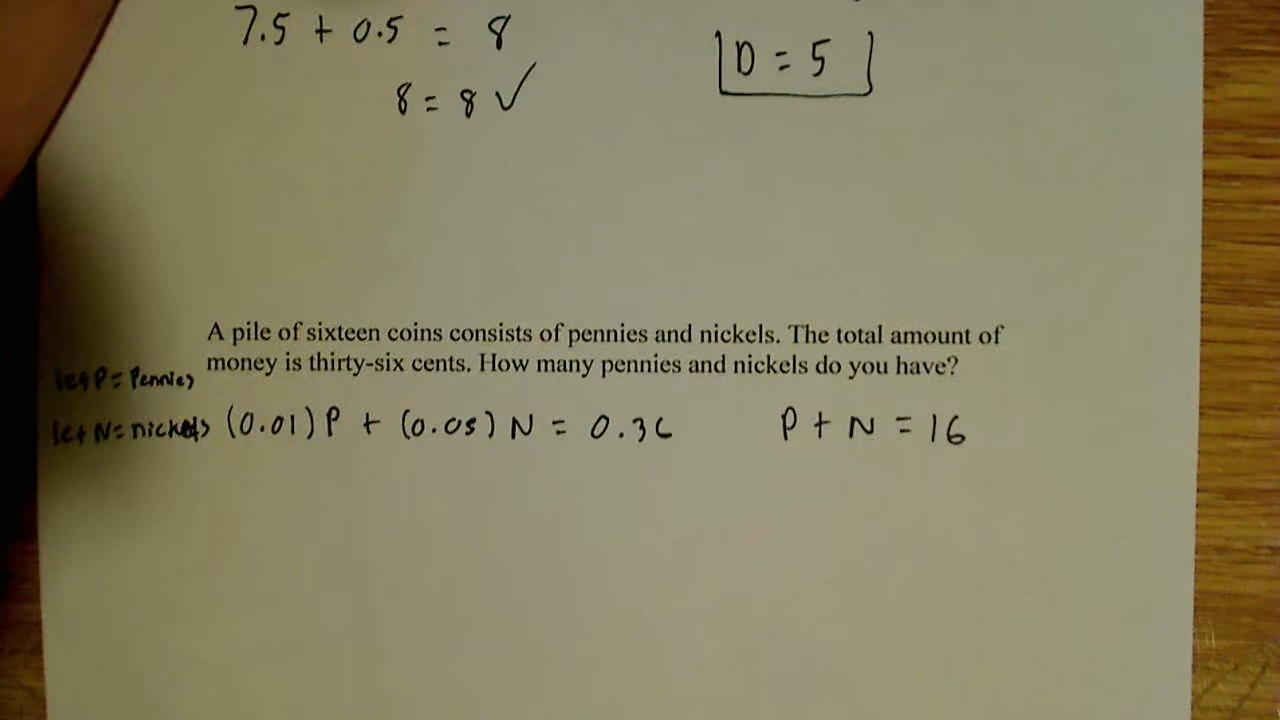 7.5 + 0.5 = 8
8 = 8 ✓
D = 5
A pile of sixteen coins consists of pennies and nickels. The total amount of
money is thirty-six cents. How many pennies and nickels do you have?
let P = Pennies
let N = nickels (0.01)P + (0.05)N = 0.36 P + N = 16